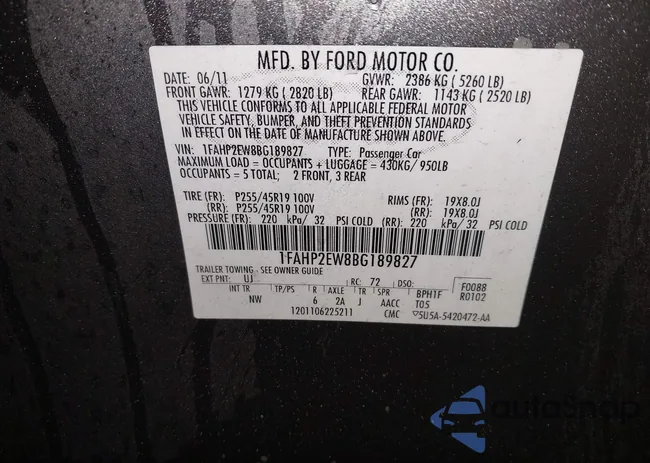 MFD. BY FORD MOTOR CO.
DATE: 06/11 GVWR: 2386 KG ( 5260 LB)
FRONT GAWR: 1279 KG ( 2820 LB) REAR GAWR: 1143 KG ( 2520 LB)
THIS VEHICLE CONFORMS TO ALL APPLICABLE FEDERAL MOTOR
VEHICLE SAFETY, BUMPER, AND THEFT PREVENTION STANDARDS
IN EFFECT ON THE DATE OF MANUFACTURE SHOWN ABOVE.
VIN: 1FAHP2EW8BG189827 TYPE: Passenger Car
MAXIMUM LOAD = OCCUPANTS + LUGGAGE = 430KG/ 950LB
OCCUPANTS = 5 TOTAL; 2 FRONT, 3 REAR
TIRE (FR): P255/45R19 100V RIMS (FR): 19X8.0J
(RR): P255/45R19 100V (RR): 19X8.0J
PRESSURE (FR): 220 kPa/ 32 PSI COLD (RR): 220 kPa/ 32 PSI COLD
1FAHP2EW8BG189827
TRAILER TOWING - SEE OWNER GUIDE
EXT PNT: UJ RC: 72 DSO: F0088
INT TR TP/PS R AXLE TR SPR BPH1F R0102
NW 6 2A J AACC T05
1201106225211 CMC 5U5A-5420472-AA
autoSnap